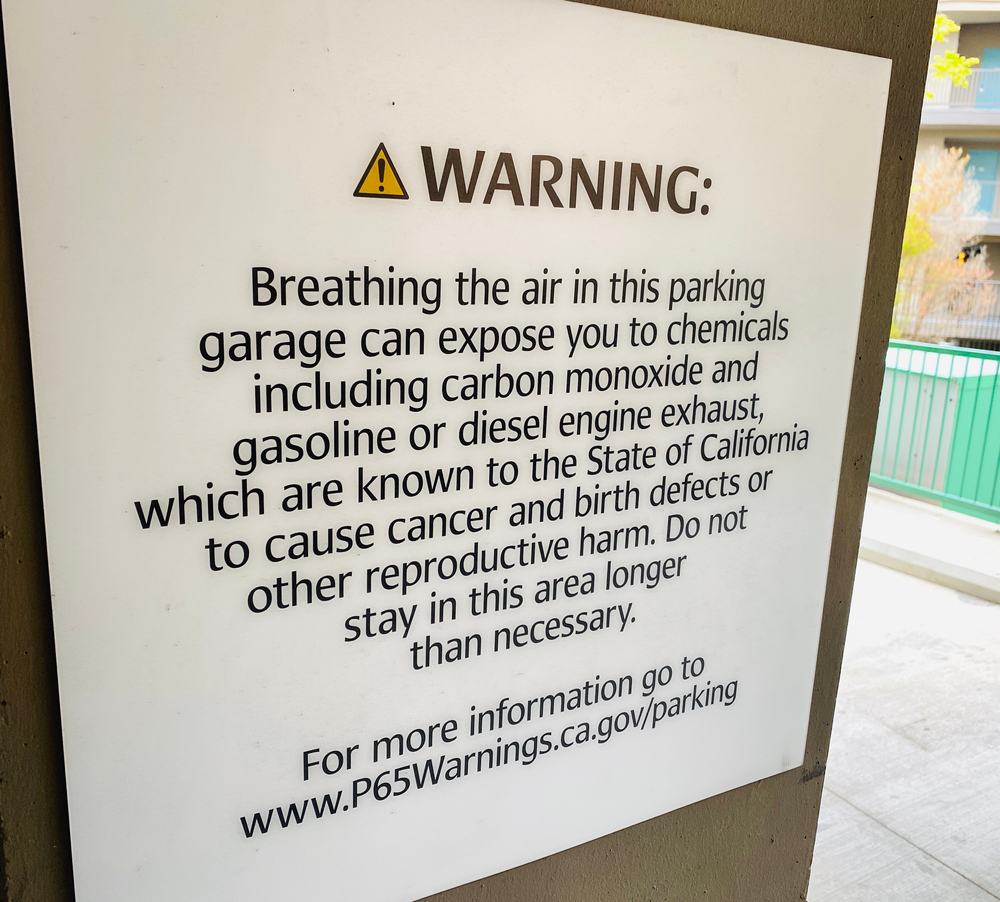 WARNING:
Breathing the air in this parking
garage can expose you to chemicals
including carbon monoxide and
gasoline or diesel engine exhaust,
which are known to the State of California
to cause cancer and birth defects or
other reproductive harm. Do not
stay in this area longer
than necessary.
For more information go to
www.P65Warnings.ca.gov/parking